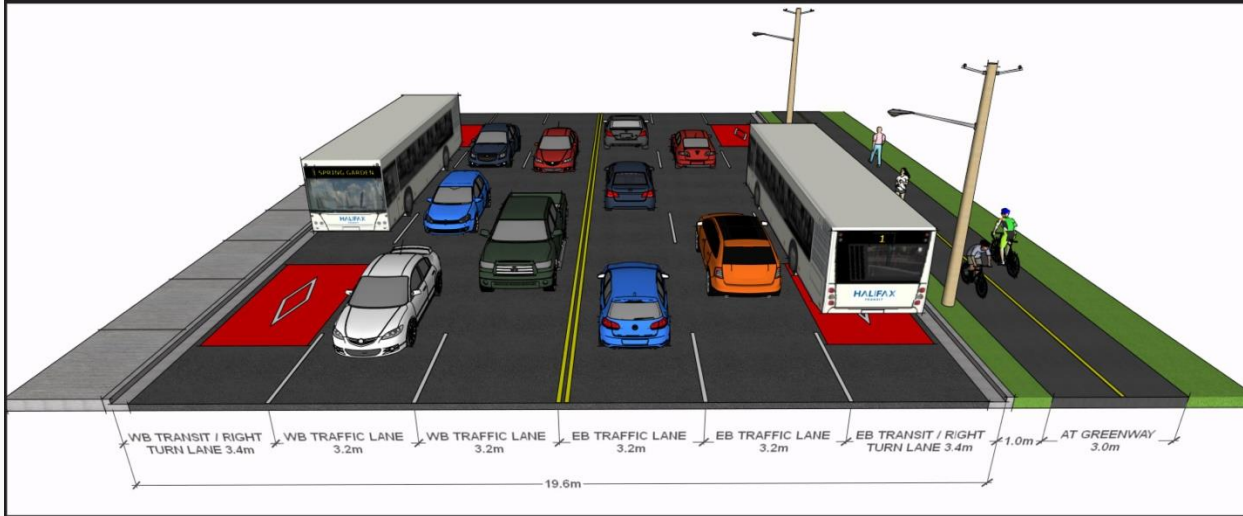 1 SPRING GARDEN
HALIFAX
1
HALIFAX
TRANSIT
WB TRANSIT / RIGHT
TURN LANE 3.4m
WB TRAFFIC LANE
3.2m
WB TRAFFIC LANE
3.2m
EB TRAFFIC LANE
3.2m
EB TRAFFIC LANE
3.2m
EB TRANSIT / RIGHT
TURN LANE 3.4m
1.0m
AT GREENWAY
3.0m
19.6m